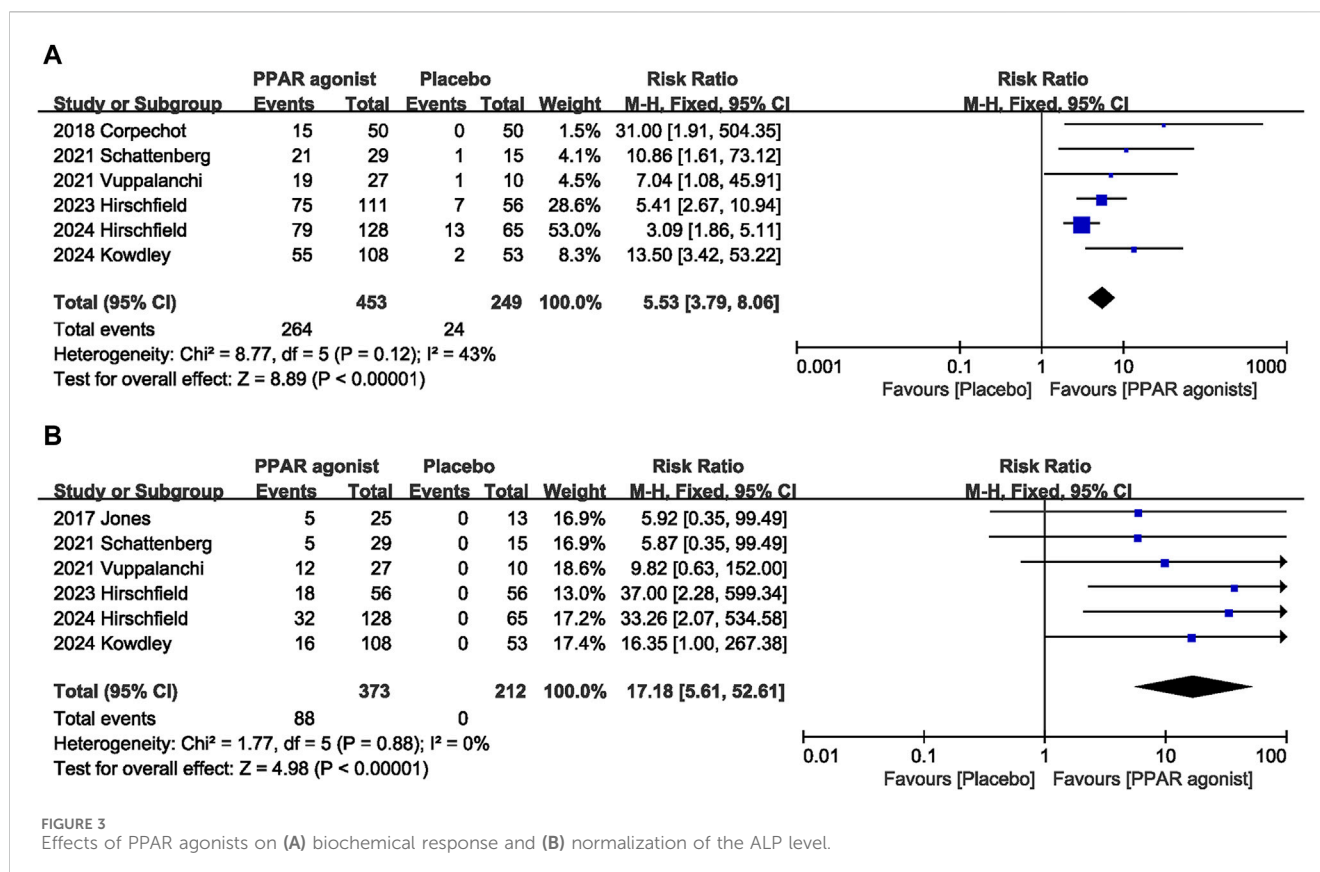 A
PPAR agonist Placebo Risk Ratio Risk Ratio
Study or Subgroup Events Total Events Total Weight M-H, Fixed, 95% CI M-H, Fixed, 95% CI
2018 Corpechot 15 50 0 50 1.5% 31.00 [1.91, 504.35]
2021 Schattenberg 21 29 1 15 4.1% 10.86 [1.61, 73.12]
2021 Vuppalanchi 19 27 1 10 4.5% 7.04 [1.08, 45.91]
2023 Hirschfield 75 111 7 56 28.6% 5.41 [2.67, 10.94]
2024 Hirschfield 79 128 13 65 53.0% 3.09 [1.86, 5.11]
2024 Kowdley 55 108 2 53 8.3% 13.50 [3.42, 53.22]
Total (95% CI) 453 249 100.0% 5.53 [3.79, 8.06]
Total events 264 24
Heterogeneity: Chi² = 8.77, df = 5 (P = 0.12); I² = 43%
Test for overall effect: Z = 8.89 (P < 0.00001)
0.001 0.1 1 10 1000
Favours [Placebo] Favours [PPAR agonists]
B
PPAR agonist Placebo Risk Ratio Risk Ratio
Study or Subgroup Events Total Events Total Weight M-H, Fixed, 95% CI M-H, Fixed, 95% CI
2017 Jones 5 25 0 13 16.9% 5.92 [0.35, 99.49]
2021 Schattenberg 5 29 0 15 16.9% 5.87 [0.35, 99.49]
2021 Vuppalanchi 12 27 0 10 18.6% 9.82 [0.63, 152.00]
2023 Hirschfield 18 56 0 56 13.0% 37.00 [2.28, 599.34]
2024 Hirschfield 32 128 0 65 17.2% 33.26 [2.07, 534.58]
2024 Kowdley 16 108 0 53 17.4% 16.35 [1.00, 267.38]
Total (95% CI) 373 212 100.0% 17.18 [5.61, 52.61]
Total events 88 0
Heterogeneity: Chi² = 1.77, df = 5 (P = 0.88); I² = 0%
Test for overall effect: Z = 4.98 (P < 0.00001)
0.01 0.1 1 10 100
Favours [Placebo] Favours [PPAR agonist]
FIGURE 3
Effects of PPAR agonists on (A) biochemical response and (B) normalization of the ALP level.